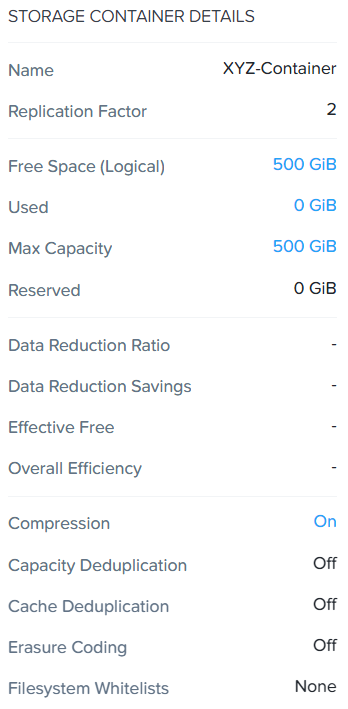 STORAGE CONTAINER DETAILS
Name XYZ-Container
Replication Factor 2
Free Space (Logical) 500 GiB
Used 0 GiB
Max Capacity 500 GiB
Reserved 0 GiB
Data Reduction Ratio -
Data Reduction Savings -
Effective Free -
Overall Efficiency -
Compression On
Capacity Deduplication Off
Cache Deduplication Off
Erasure Coding Off
Filesystem Whitelists None